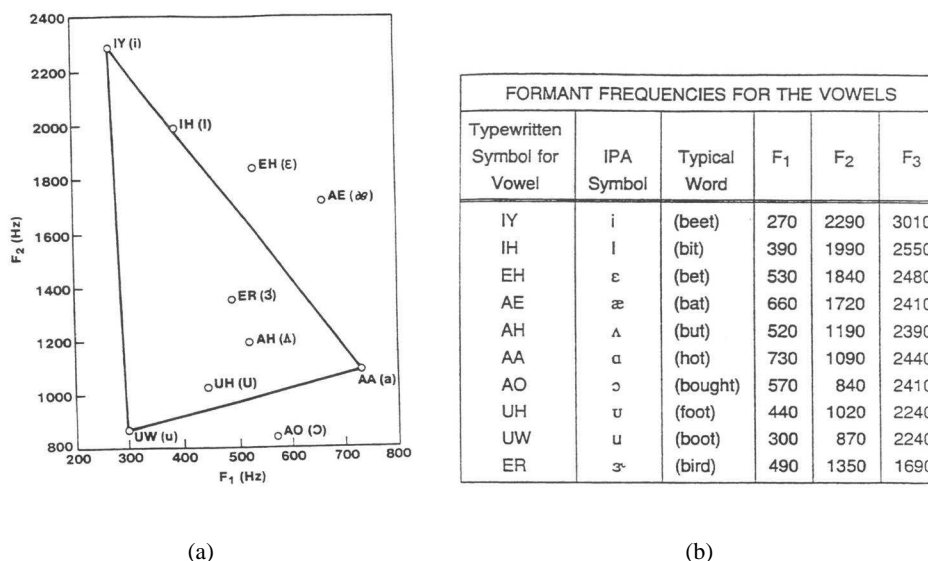 2400
2200
2000
1800
1600
1400
1200
1000
800
F₂ (Hz)
IY (i)
IH (I)
EH (ɛ)
AE (æ)
ER (ɝ)
AH (Λ)
AA (a)
UH (U)
UW (u)
AO (Ɔ)
200 300 400 500 600 700 800
F₁ (Hz)
(a)
FORMANT FREQUENCIES FOR THE VOWELS
Typewritten Symbol for Vowel IPA Symbol Typical Word F₁ F₂ F₃
IY i (beet) 270 2290 3010
IH I (bit) 390 1990 2550
EH ɛ (bet) 530 1840 2480
AE æ (bat) 660 1720 2410
AH ʌ (but) 520 1190 2390
AA ɑ (hot) 730 1090 2440
AO ɔ (bought) 570 840 2410
UH ʊ (foot) 440 1020 2240
UW u (boot) 300 870 2240
ER ɝ (bird) 490 1350 1690
(b)